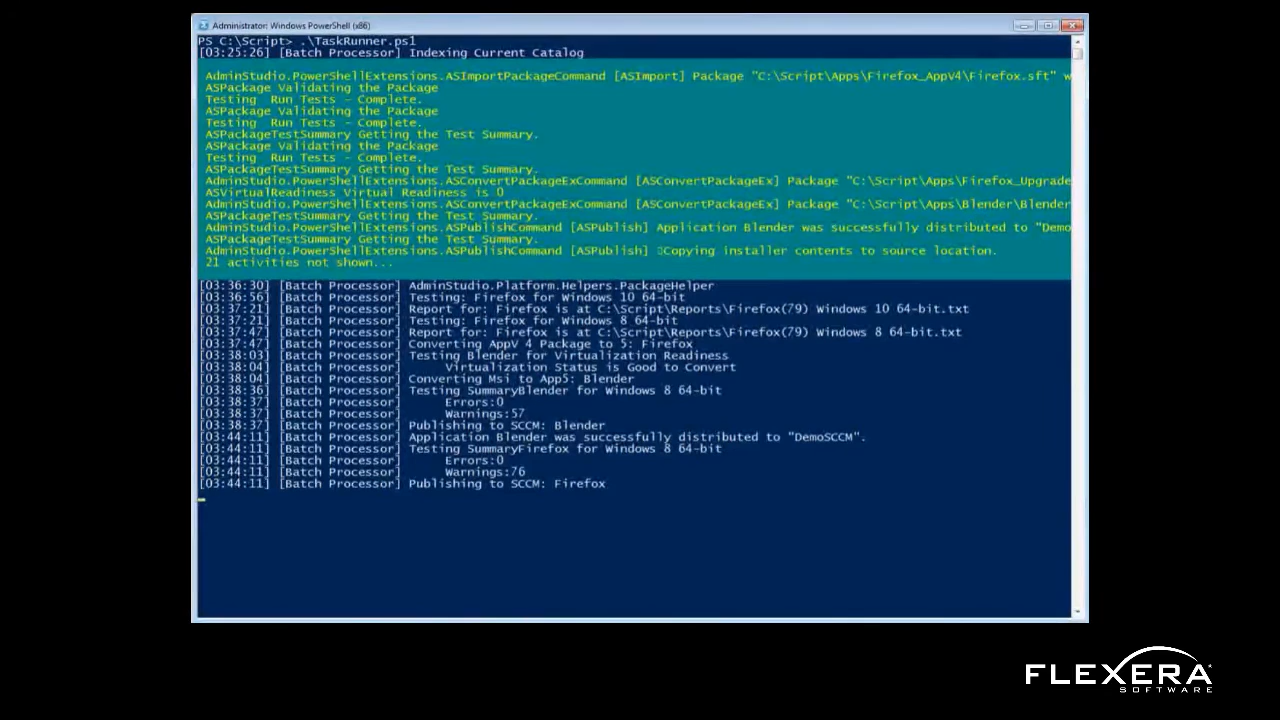 Administrator: Windows PowerShell (x86)
PS C:\Script> .\TaskRunner.ps1
[03:25:26] [Batch Processor] Indexing Current Catalog
AdminStudio.PowerShellExtensions.ASImportPackageCommand [ASImport] Package "C:\Script\Apps\Firefox_AppV4\Firefox.sft" w
ASPackage Validating the Package
Testing  Run Tests - Complete.
ASPackage Validating the Package
Testing  Run Tests - Complete.
ASPackageTestSummary Getting the Test Summary.
ASPackage Validating the Package
Testing  Run Tests - Complete.
ASPackageTestSummary Getting the Test Summary.
AdminStudio.PowerShellExtensions.ASConvertPackageExCommand [ASConvertPackageEx] Package "C:\Script\Apps\Firefox_Upgrade
ASVirtualReadiness Virtual Readiness is 0
AdminStudio.PowerShellExtensions.ASConvertPackageExCommand [ASConvertPackageEx] Package "C:\Script\Apps\Blender\Blender
ASPackageTestSummary Getting the Test Summary.
AdminStudio.PowerShellExtensions.ASPublishCommand [ASPublish] Application Blender was successfully distributed to "Demo
ASPackageTestSummary Getting the Test Summary.
AdminStudio.PowerShellExtensions.ASPublishCommand [ASPublish] Copying installer contents to source location.
21 activities not shown...
[03:36:30] [Batch Processor] AdminStudio.Platform.Helpers.PackageHelper
[03:36:56] [Batch Processor] Testing: Firefox for Windows 10 64-bit
[03:37:21] [Batch Processor] Report for: Firefox is at C:\Script\Reports\Firefox(79) Windows 10 64-bit.txt
[03:37:21] [Batch Processor] Testing: Firefox for Windows 8 64-bit
[03:37:47] [Batch Processor] Report for: Firefox is at C:\Script\Reports\Firefox(79) Windows 8 64-bit.txt
[03:37:47] [Batch Processor] Converting AppV 4 Package to 5: Firefox
[03:38:03] [Batch Processor] Testing Blender for Virtualization Readiness
[03:38:04] [Batch Processor]      Virtualization Status is Good to Convert
[03:38:04] [Batch Processor] Converting Msi to App5: Blender
[03:38:36] [Batch Processor] Testing SummaryBlender for Windows 8 64-bit
[03:38:37] [Batch Processor]      Errors:0
[03:38:37] [Batch Processor]      Warnings:57
[03:38:37] [Batch Processor] Publishing to SCCM: Blender
[03:44:11] [Batch Processor] Application Blender was successfully distributed to "DemoSCCM".
[03:44:11] [Batch Processor] Testing SummaryFirefox for Windows 8 64-bit
[03:44:11] [Batch Processor]      Errors:0
[03:44:11] [Batch Processor]      Warnings:76
[03:44:11] [Batch Processor] Publishing to SCCM: Firefox
FLEXERA
SOFTWARE